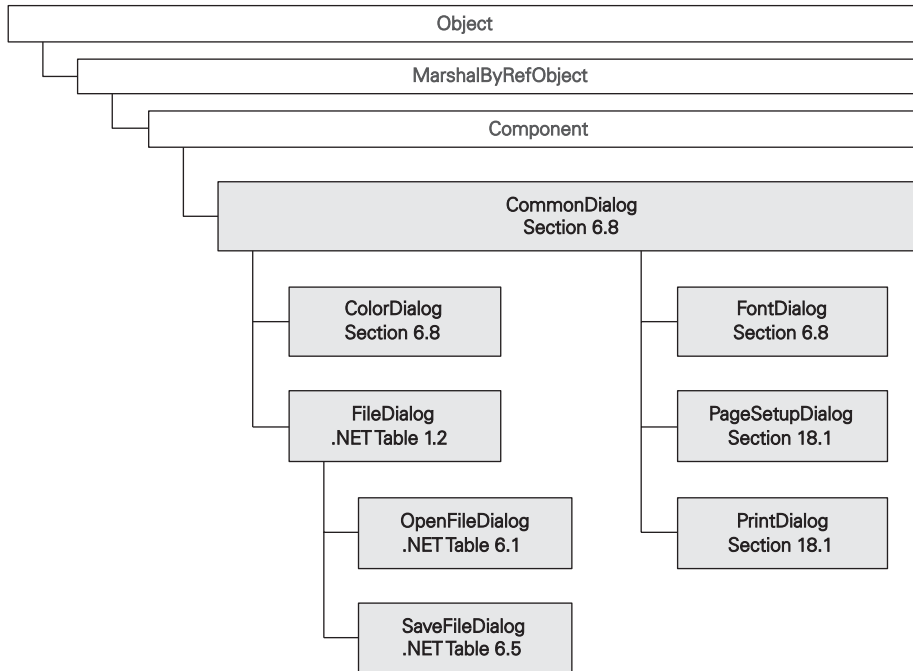 Object
MarshalByRefObject
Component
CommonDialog
Section 6.8
ColorDialog
Section 6.8
FileDialog
.NET Table 1.2
OpenFileDialog
.NET Table 6.1
SaveFileDialog
.NET Table 6.5
FontDialog
Section 6.8
PageSetupDialog
Section 18.1
PrintDialog
Section 18.1